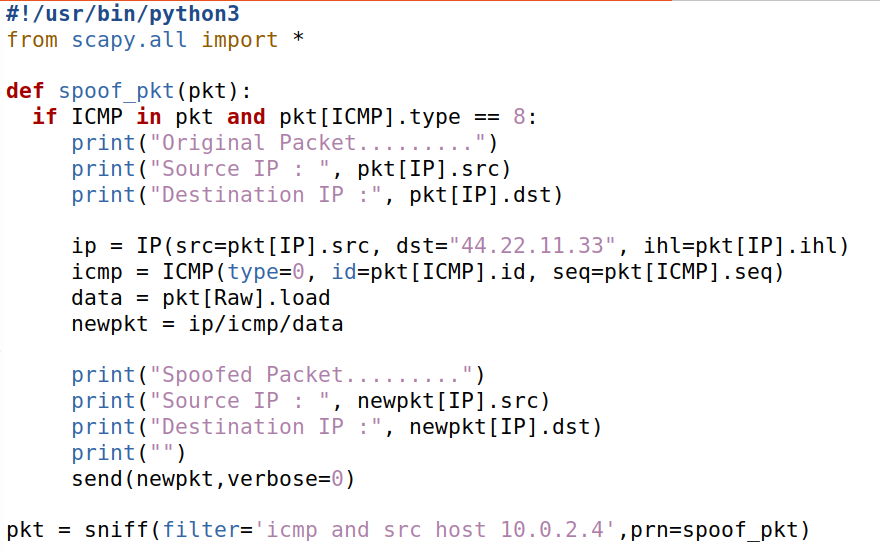 #!/usr/bin/python3
from scapy.all import *
def spoof_pkt(pkt):
if ICMP in pkt and pkt[ICMP].type == 8:
print("Original Packet.........")
print("Source IP : ", pkt[IP].src)
print("Destination IP :", pkt[IP].dst)
ip = IP(src=pkt[IP].src, dst="44.22.11.33", ihl=pkt[IP].ihl)
icmp = ICMP(type=0, id=pkt[ICMP].id, seq=pkt[ICMP].seq)
data = pkt[Raw].load
newpkt = ip/icmp/data
print("Spoofed Packet.........")
print("Source IP : ", newpkt[IP].src)
print("Destination IP :", newpkt[IP].dst)
print("")
send(newpkt,verbose=0)
pkt = sniff(filter='icmp and src host 10.0.2.4',prn=spoof_pkt)